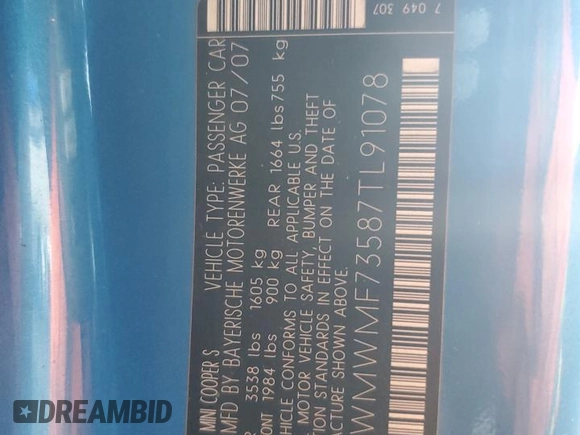 MINI COOPER S VEHICLE TYPE: PASSENGER CAR
MFD BY BAYERISCHE MOTORENWERKE AG 07/07
3538 lbs 1605 kg
1984 lbs 900 kg REAR 1664 lbs 755 kg
CONFORMS TO ALL APPLICABLE U.S.
MOTOR VEHICLE SAFETY, BUMPER AND THEFT
STANDARDS IN EFFECT ON THE DATE OF
SHOWN ABOVE.
WMWMF73587TL91078
7 049 307
DREAMBID